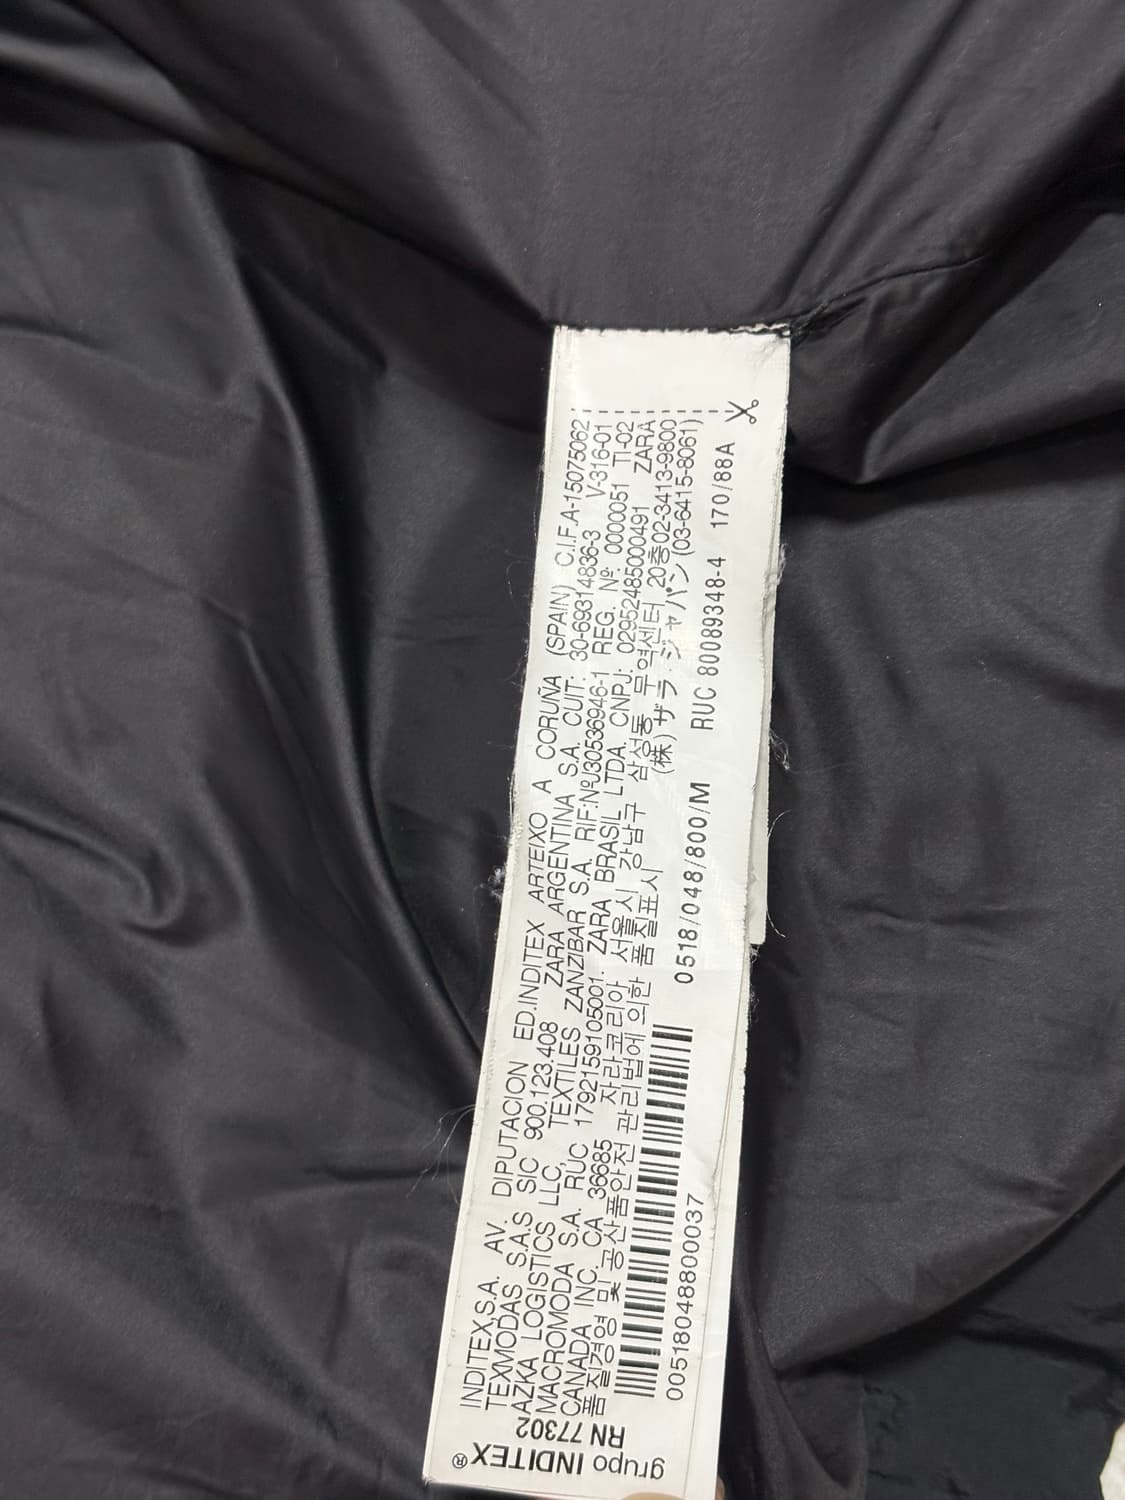 grupo INDITEX®
RN 77302
INDITEX,S.A. AV. DIPUTACION ED.INDITEX ARTEIXO A CORUÑA (SPAIN) C.I.F.A-15075062
TEXMODAS S.A.S SIC 900.123.408 ZARA ARGENTINA S.A. CUIT: 30-69314836-3 V-316-01
AZKA LOGISTICS LLC. TEXTILES ZANZIBAR S.A. RIF:NºJ30536946-1 REG. Nº: 0000051 TI-02
MACROMODA S.A. RUC 1792159105001. ZARA BRASIL LTDA. CNPJ: 02952485000491 ZARA
CANADA INC. CA 36685 자라코리아 서울시 강남구 삼성동 무역센터 20층02-3413-9800
품질경영 및 공산품안전 관리법에 의한 품질표시 (株)ザラ・ジャパン(03-6415-8061)
00518048800037
0518/048/800/M RUC 80089348-4 170/88A